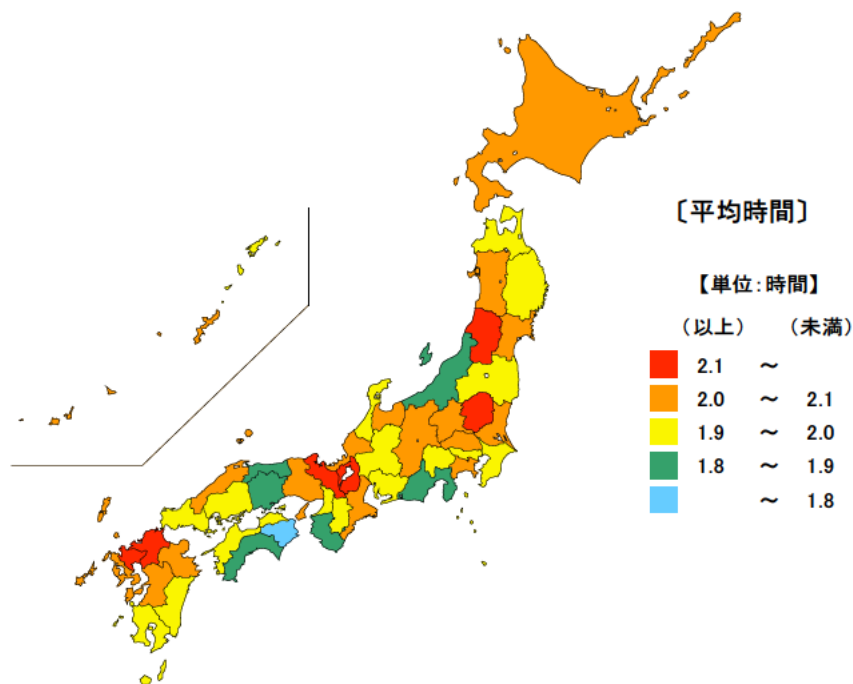 〔平均時間〕
【単位:時間】
(以上) (未満)
2.1 ～
2.0 ～ 2.1
1.9 ～ 2.0
1.8 ～ 1.9
～ 1.8